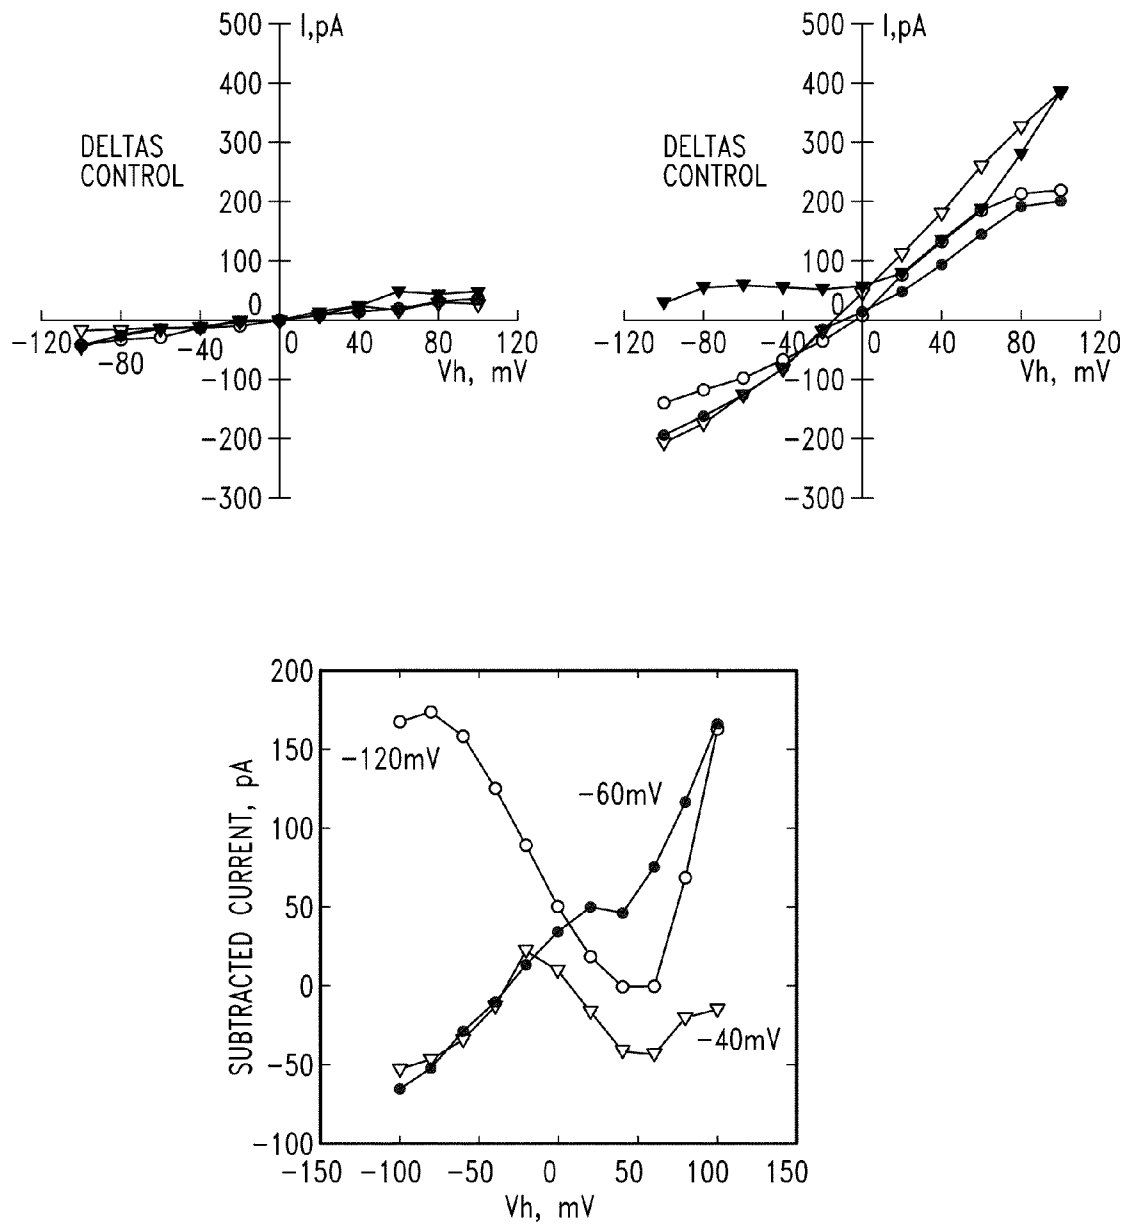 500 I,pA
400
300
DELTAS
CONTROL
200
100
0
-120 -80 -40 0 40 80 120
Vh, mV
-100
-200
-300
500 I,pA
400
300
DELTAS
CONTROL
200
100
0
-120 -80 -40 0 40 80 120
Vh, mV
-100
-200
-300
200
150
-120mV
-60mV
100
50
0
-40mV
-50
-100
SUBTRACTED CURRENT, pA
-150 -100 -50 0 50 100 150
Vh, mV